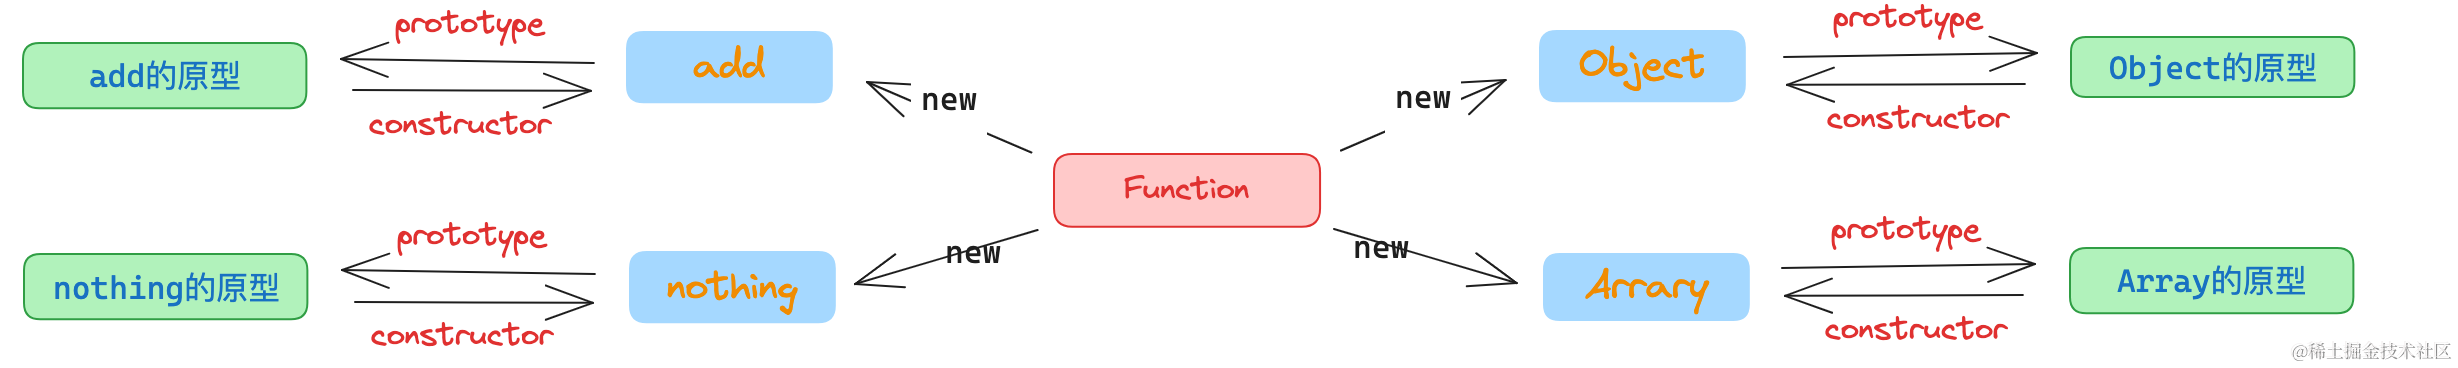 prototype
add的原型
add
constructor
new
prototype
nothing的原型
nothing
constructor
new
Function
new
prototype
Object
Object的原型
constructor
new
prototype
Array
Array的原型
constructor
@稀土掘金技术社区